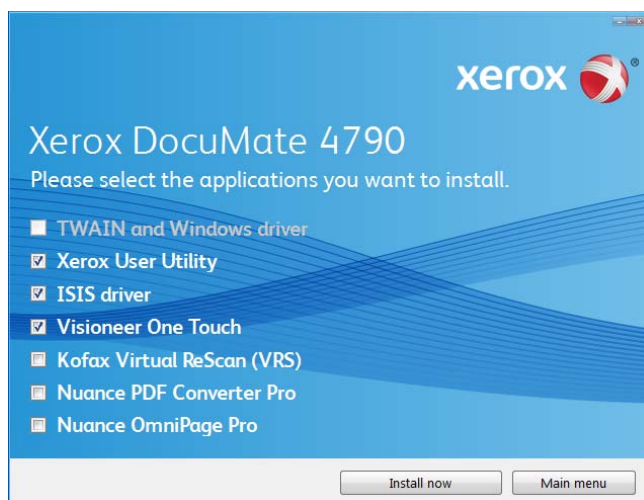 xerox ®
Xerox DocuMate 4790
Please select the applications you want to install.
TWAIN and Windows driver
Xerox User Utility
ISIS driver
Visioneer One Touch
Kofax Virtual ReScan (VRS)
Nuance PDF Converter Pro
Nuance OmniPage Pro
Install now Main menu